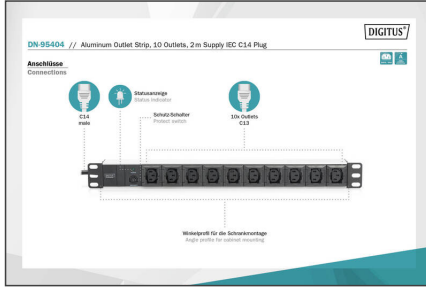 DIGITUS®
DN-95404 // Aluminum Outlet Strip, 10 Outlets, 2 m Supply IEC C14 Plug
Anschlüsse
Connections
Statusanzeige
Status indicator
C14
male
Schutz-Schalter
Protect switch
10x Outlets
C13
Winkelprofil für die Schrankmontage
Angle profile for cabinet mounting